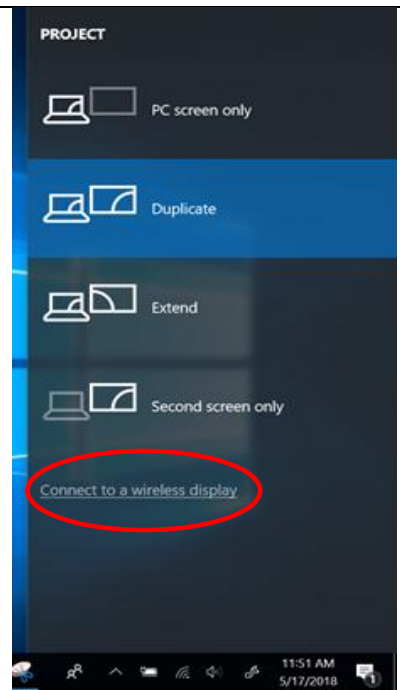 PROJECT
PC screen only
Duplicate
Extend
Second screen only
Connect to a wireless display
11:51 AM
5/17/2018
1